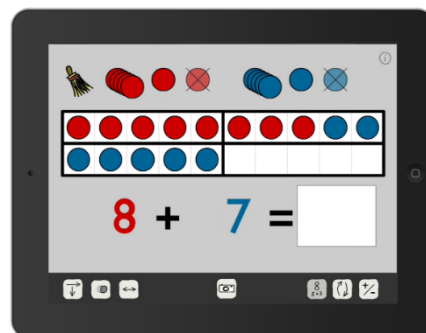 8 + 7 =